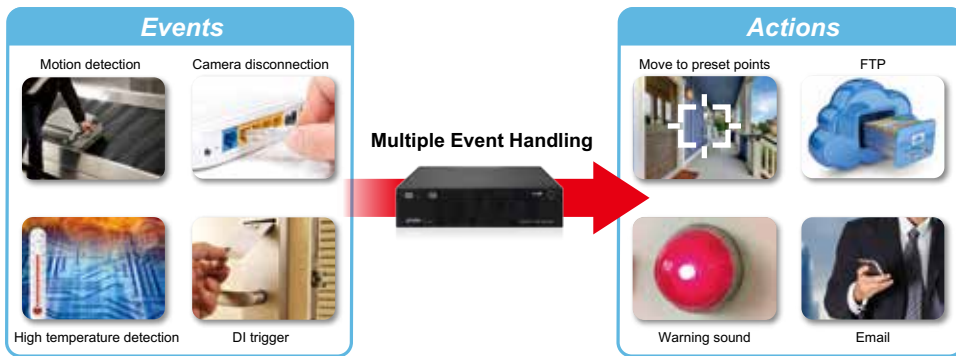 Events
Motion detection
Camera disconnection
High temperature detection
DI trigger
Multiple Event Handling
Actions
Move to preset points
FTP
Warning sound
Email